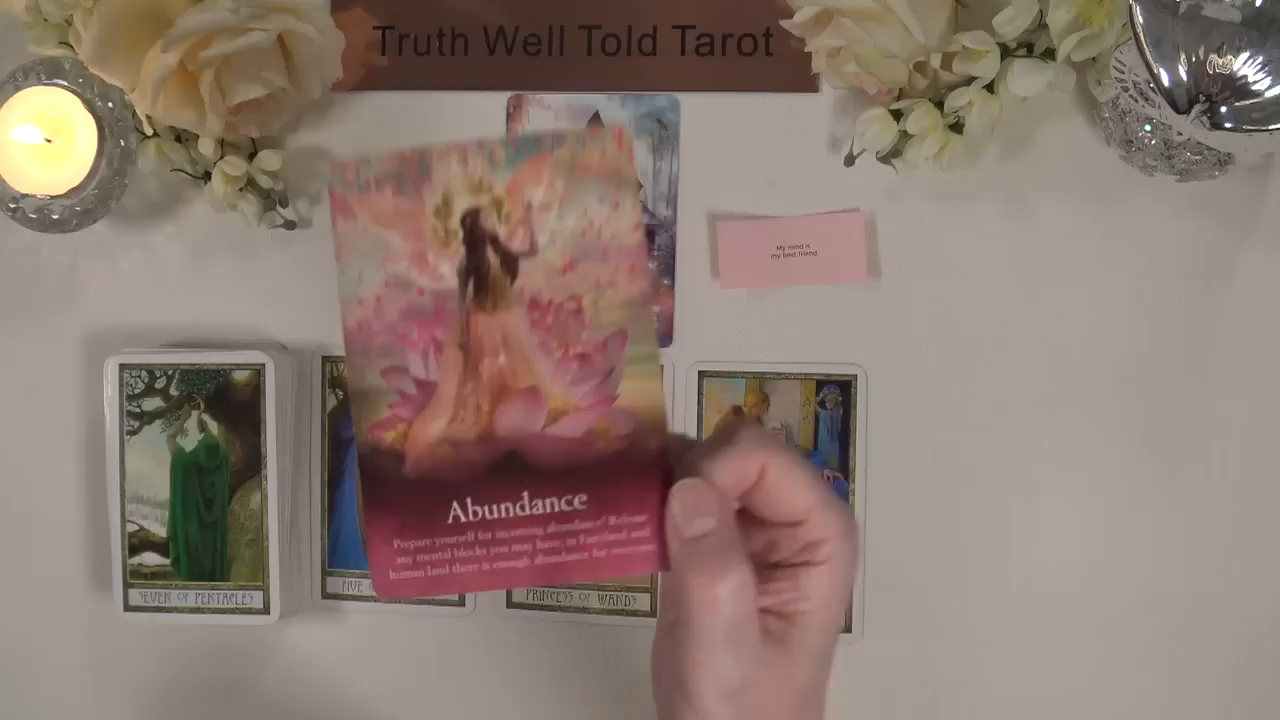 Truth Well Told Tarot
My mind is
my best friend.
Abundance
Prepare yourself for incoming abundance! Release
any mental blocks you may have; in Fairyland and
human land there is enough abundance for everyone
SEVEN OF PENTACLES
FIVE
PRINCESS OF WANDS